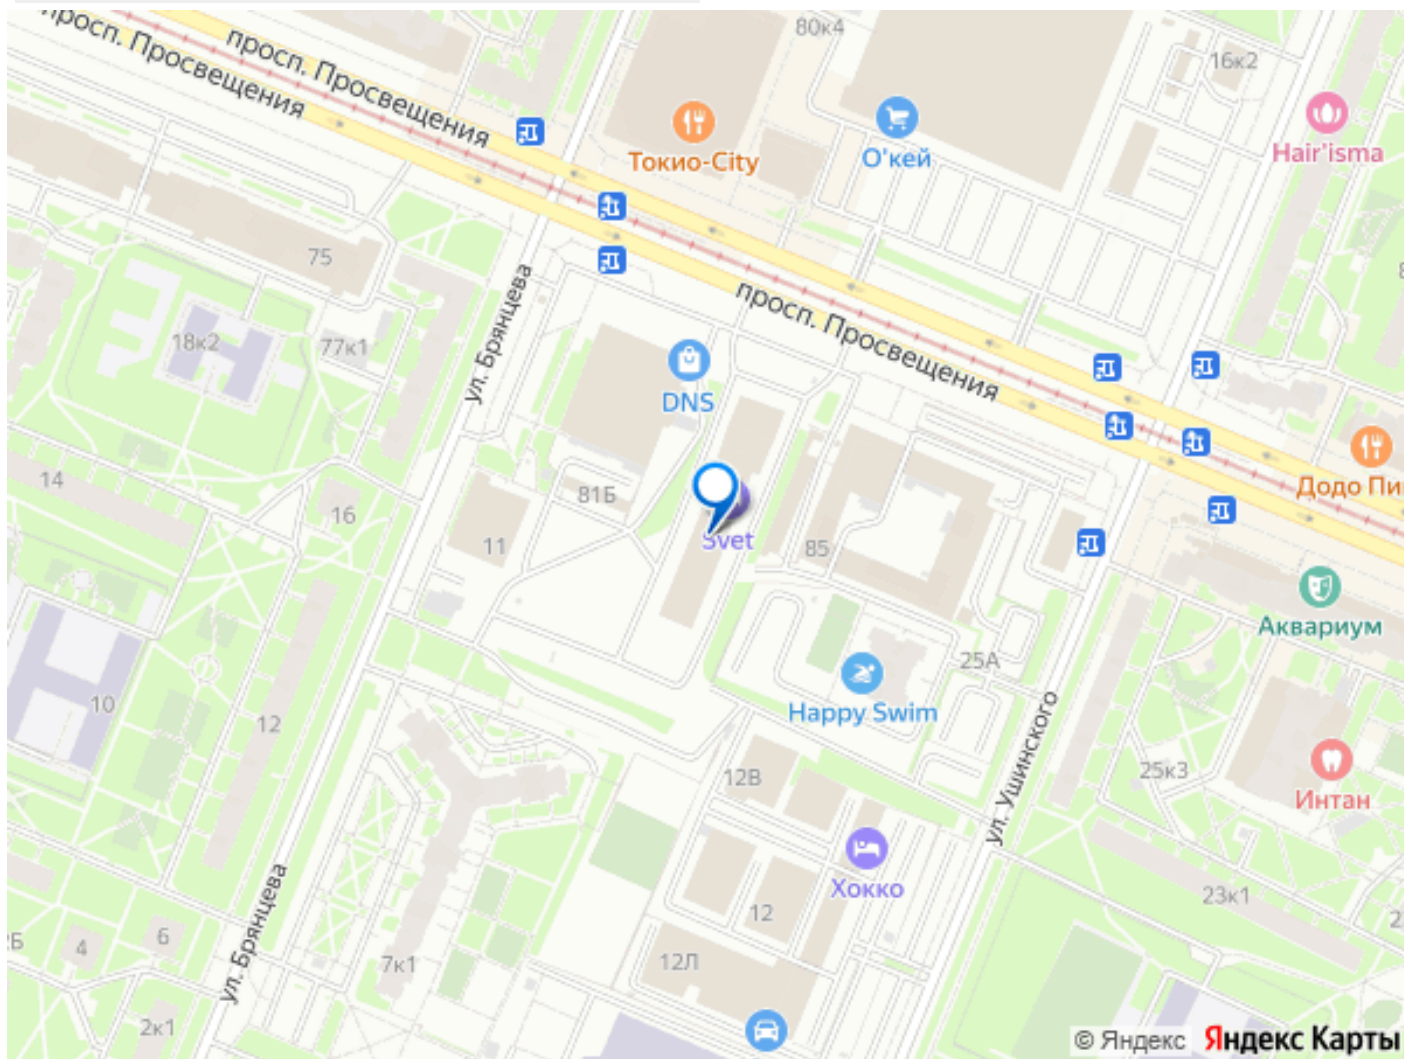 80к4
16к2
просп. Просвещения
просп. Просвещения
Токио-City
О'кей
Hair'isma
75
ул. Брянцева
просп. Просвещения
18к2
77к1
DNS
14
16
81Б
11
Svet
85
Додо Пи
Аквариум
10
12
Happy Swim
25А
ул. Ушинского
12В
25к3
Интан
Хокко
ул. Брянцева
12
23к1
4
6
7к1
12Л
2к1
© Яндекс Яндекс Карты